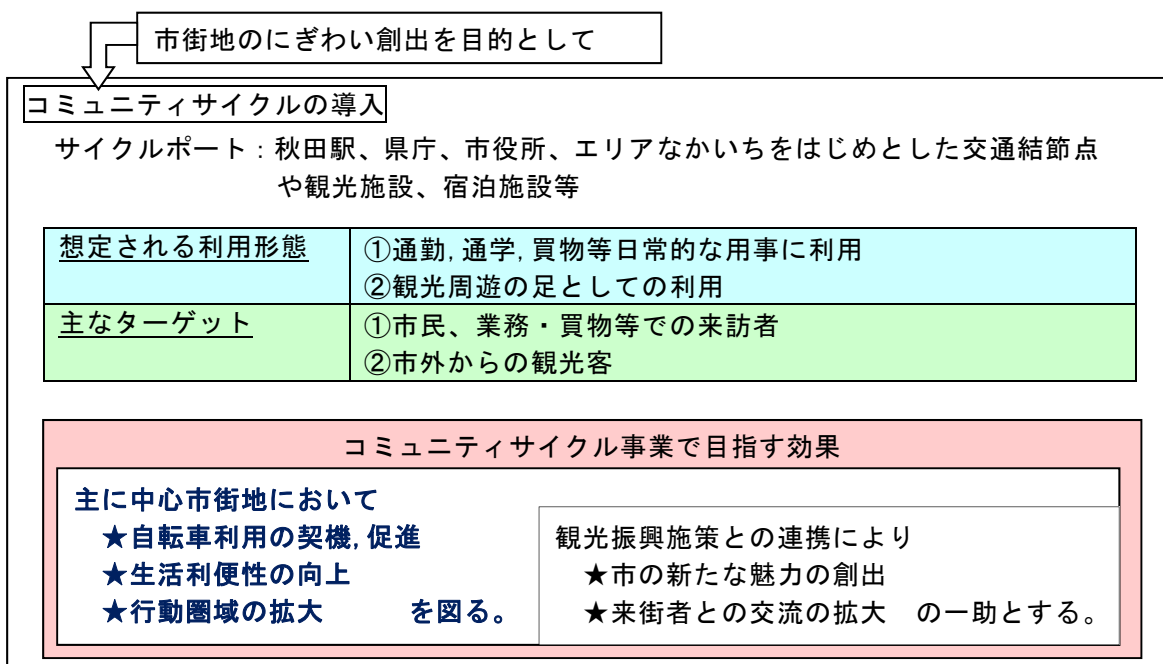 市街地のにぎわい創出を目的として
コミュニティサイクルの導入
サイクルポート：秋田駅、県庁、市役所、エリアなかいちをはじめとした交通結節点
や観光施設、宿泊施設等
想定される利用形態
①通勤,通学,買物等日常的な用事に利用
②観光周遊の足としての利用
主なターゲット
①市民、業務・買物等での来訪者
②市外からの観光客
コミュニティサイクル事業で目指す効果
主に中心市街地において
★自転車利用の契機,促進
★生活利便性の向上
★行動圏域の拡大　　　を図る。
観光振興施策との連携により
★市の新たな魅力の創出
★来街者との交流の拡大　の一助とする。